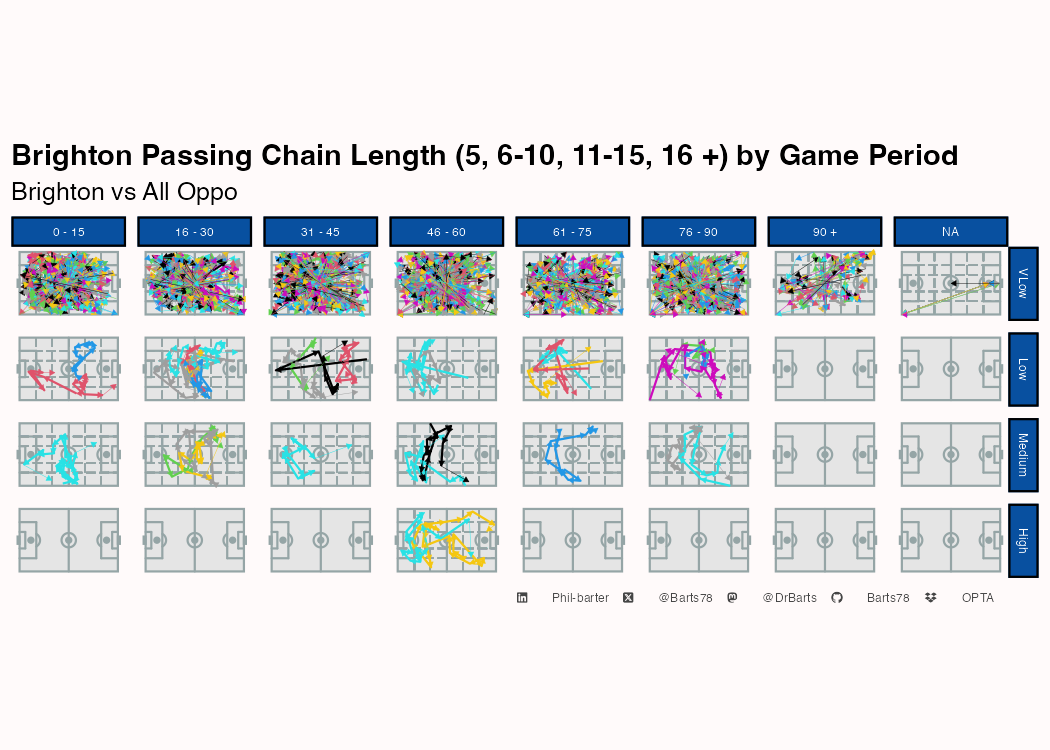 Brighton Passing Chain Length (5, 6-10, 11-15, 16 +) by Game Period
Brighton vs All Oppo
0 - 15 16 - 30 31 - 45 46 - 60 61 - 75 76 - 90 90 + NA
VLow
Low
Medium
High
Phil-barter @Barts78 @DrBarts Barts78 OPTA